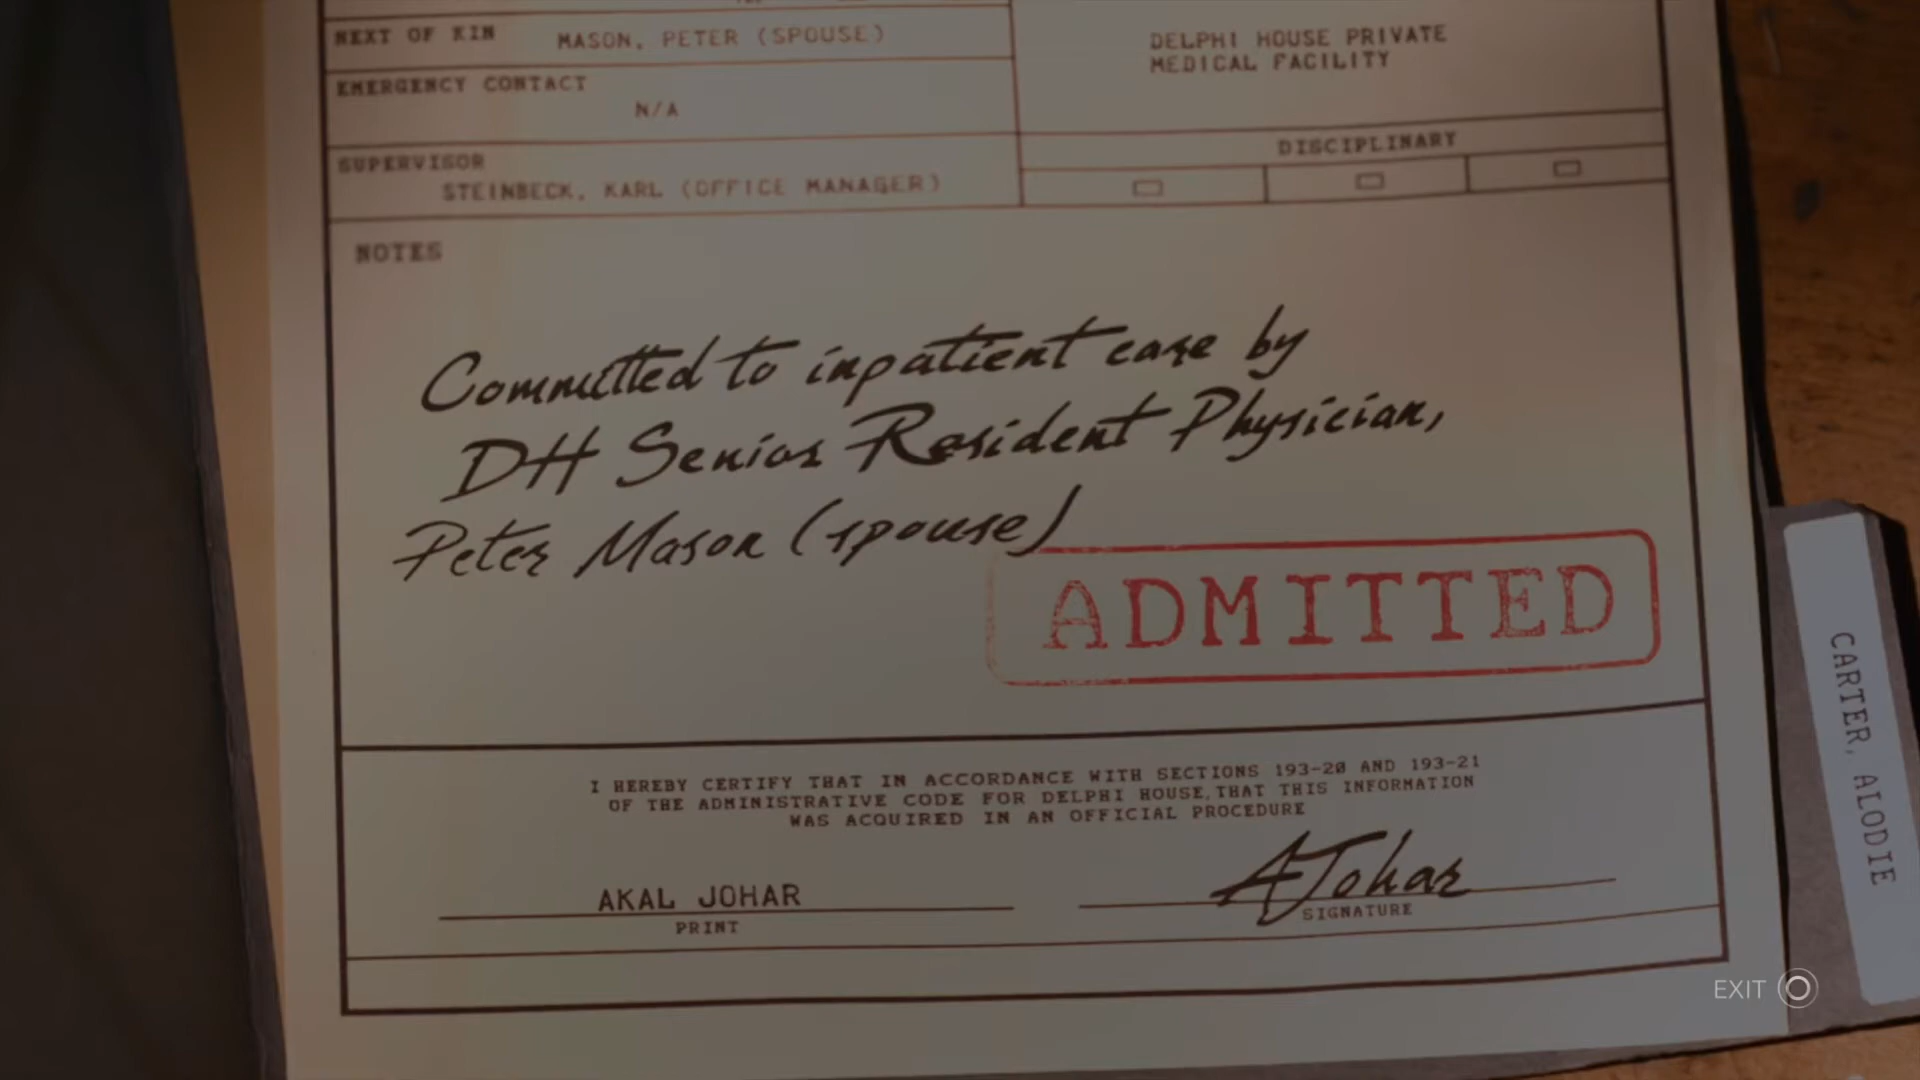 NEXT OF KIN MASON, PETER (SPOUSE)
DELPHI HOUSE PRIVATE
MEDICAL FACILITY
EMERGENCY CONTACT
N/A
SUPERVISOR
STEINBECK, KARL (OFFICE MANAGER)
DISCIPLINARY
NOTES
Committed to inpatient care by
DH Senior Resident Physician,
Peter Mason (spouse)
ADMITTED
I HEREBY CERTIFY THAT IN ACCORDANCE WITH SECTIONS 193-20 AND 193-21
OF THE ADMINISTRATIVE CODE FOR DELPHI HOUSE, THAT THIS INFORMATION
WAS ACQUIRED IN AN OFFICIAL PROCEDURE
AKAL JOHAR
PRINT
AJohar
SIGNATURE
CARTER, ALODIE
EXIT